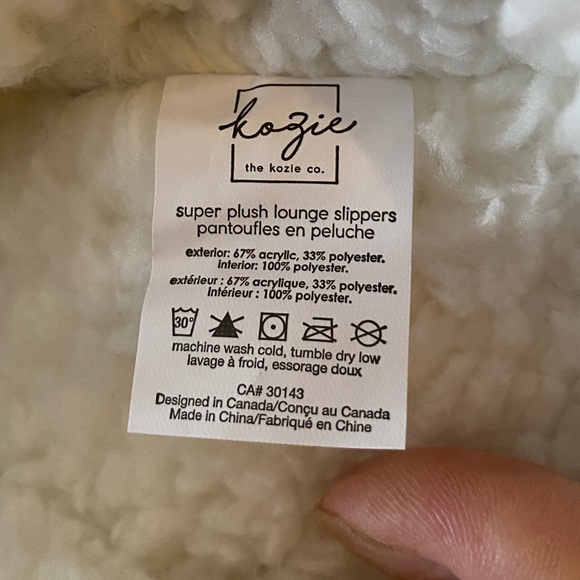 kozie
the kozie co.
super plush lounge slippers
pantoufles en peluche
exterior: 67% acrylic, 33% polyester.
Interior: 100% polyester.
extérieur : 67% acrylique, 33% polyester.
Intérieur : 100% polyester.
30°
machine wash cold, tumble dry low
lavage à froid, essorage doux
CA# 30143
Designed in Canada/Conçu au Canada
Made in China/Fabriqué en Chine